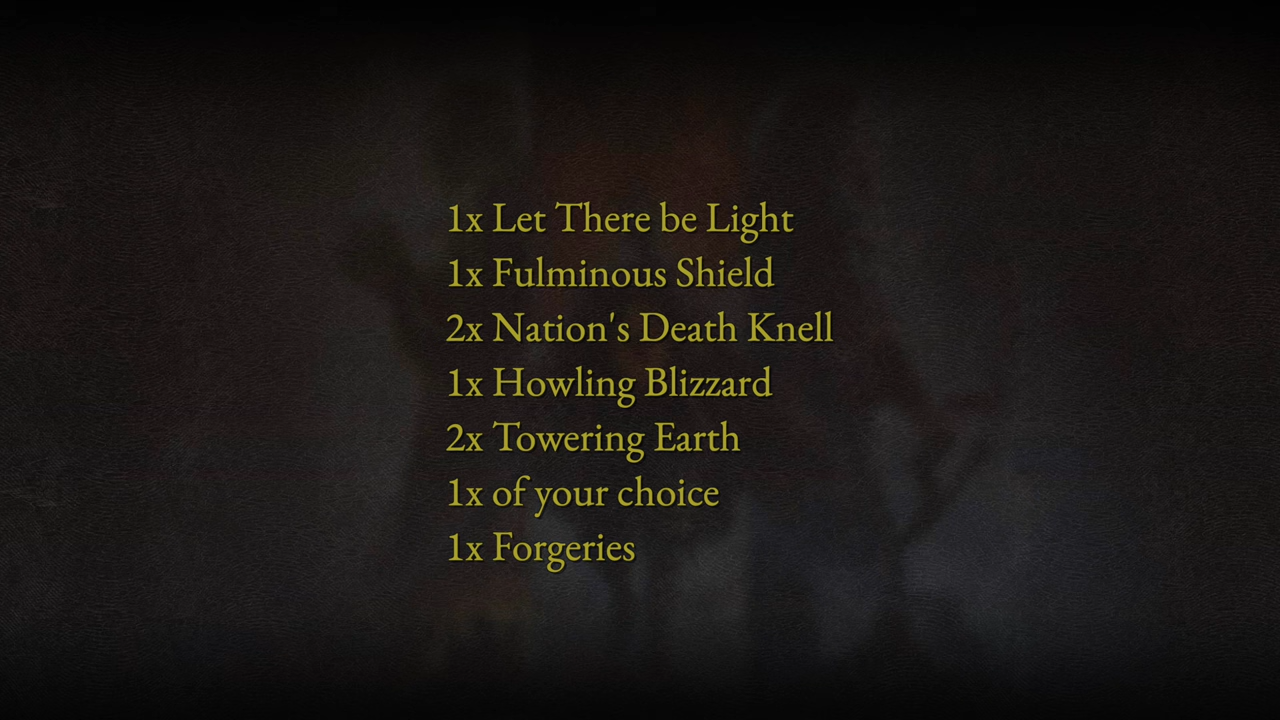 1x Let There be Light
1x Fulminous Shield
2x Nation's Death Knell
1x Howling Blizzard
2x Towering Earth
1x of your choice
1x Forgeries